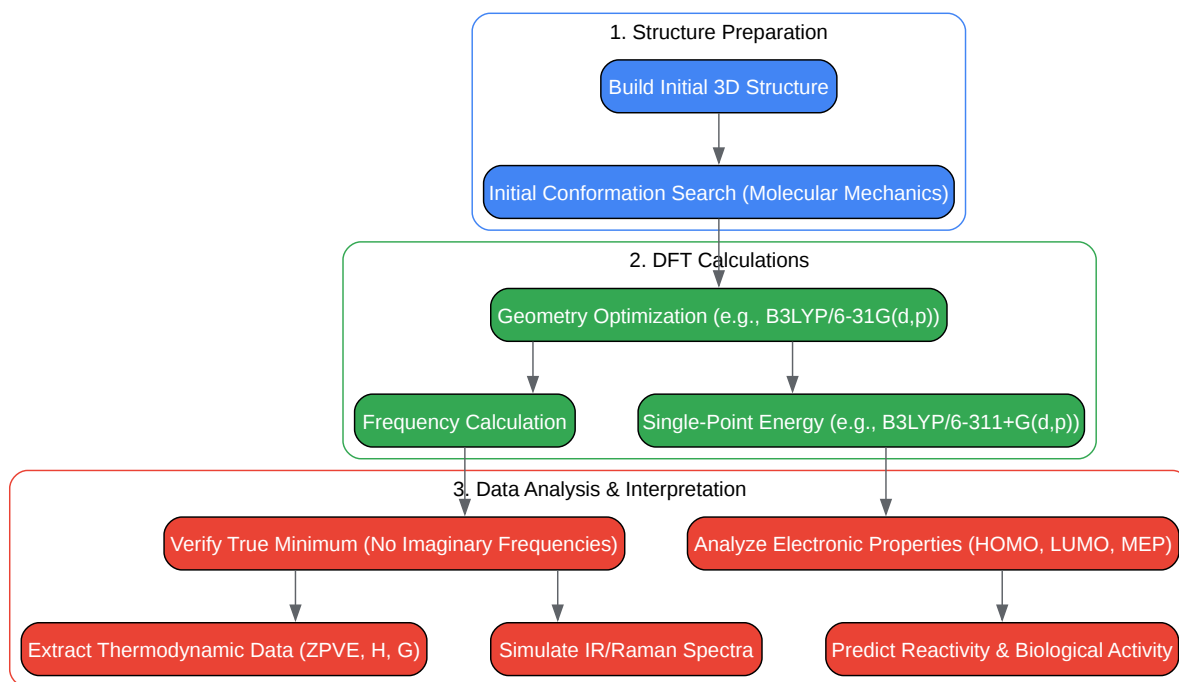 1. Structure Preparation
Build Initial 3D Structure
Initial Conformation Search (Molecular Mechanics)
2. DFT Calculations
Geometry Optimization (e.g., B3LYP/6-31G(d,p))
Frequency Calculation
Single-Point Energy (e.g., B3LYP/6-311+G(d,p))
3. Data Analysis & Interpretation
Verify True Minimum (No Imaginary Frequencies)
Analyze Electronic Properties (HOMO, LUMO, MEP)
Extract Thermodynamic Data (ZPVE, H, G)
Simulate IR/Raman Spectra
Predict Reactivity & Biological Activity